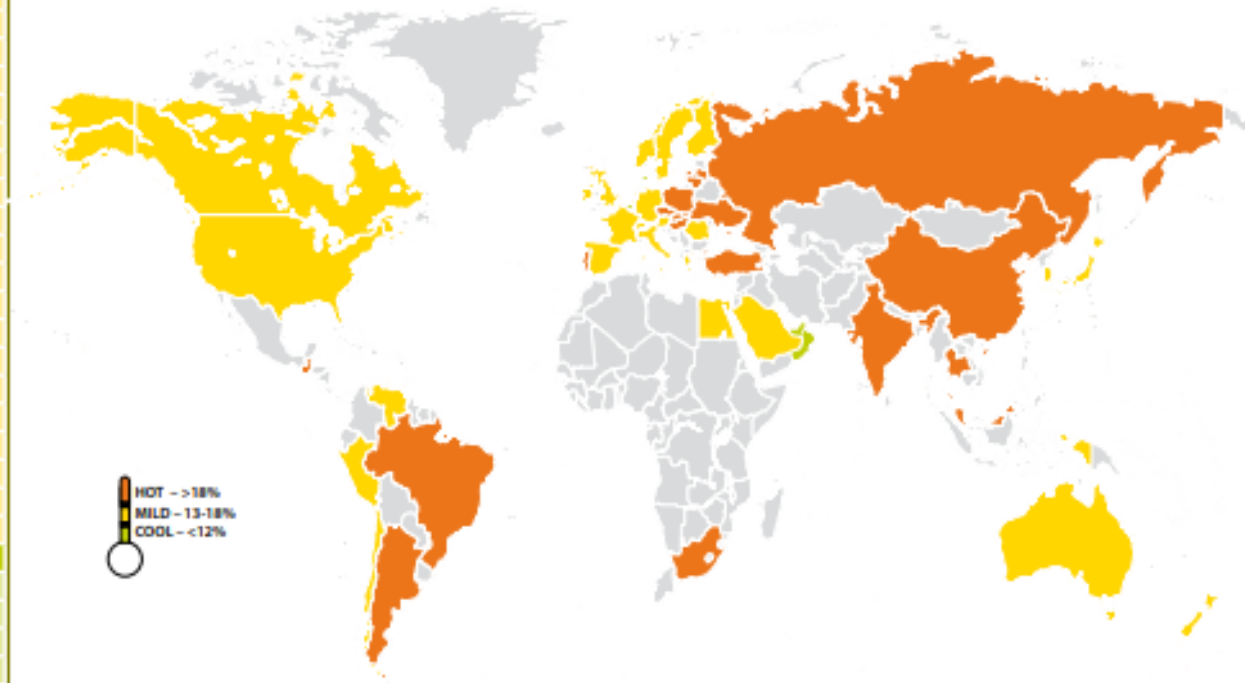 HOT – >18%
MILD – 13-18%
COOL – <12%